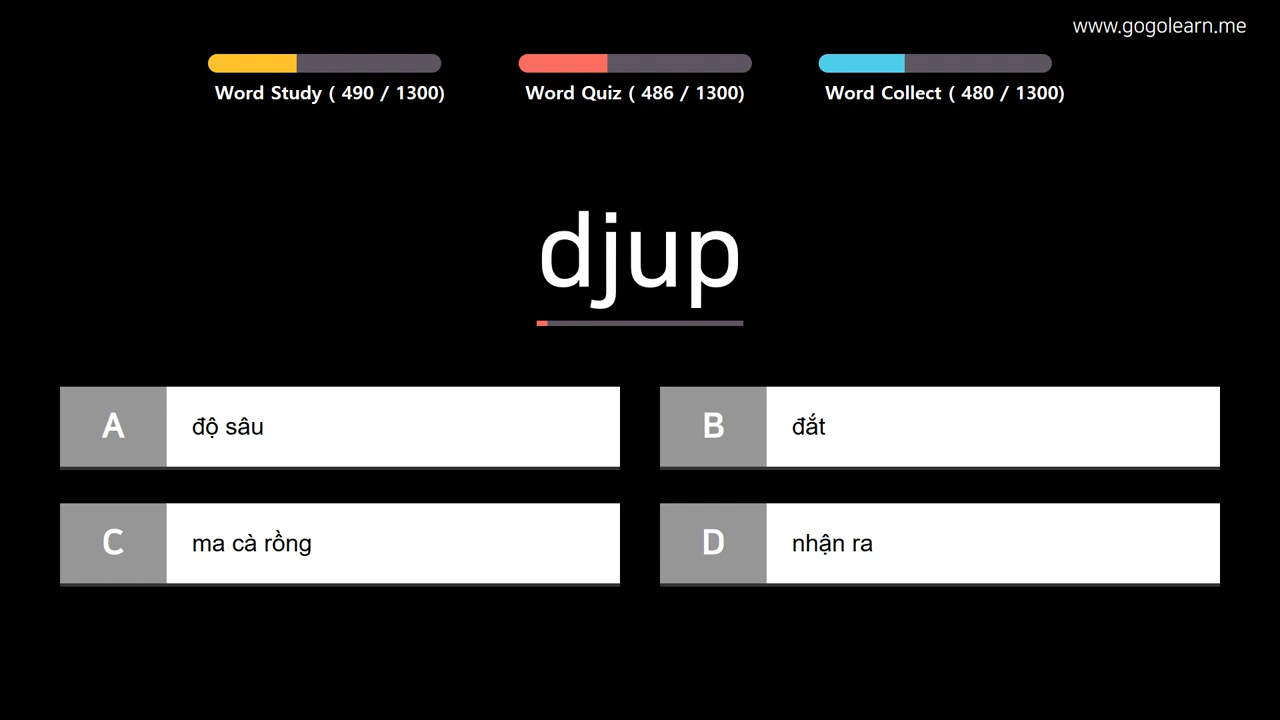 www.gogolearn.me
Word Study ( 490 / 1300)
Word Quiz ( 486 / 1300)
Word Collect ( 480 / 1300)
djup
A
độ sâu
B
đắt
C
ma cà rồng
D
nhận ra